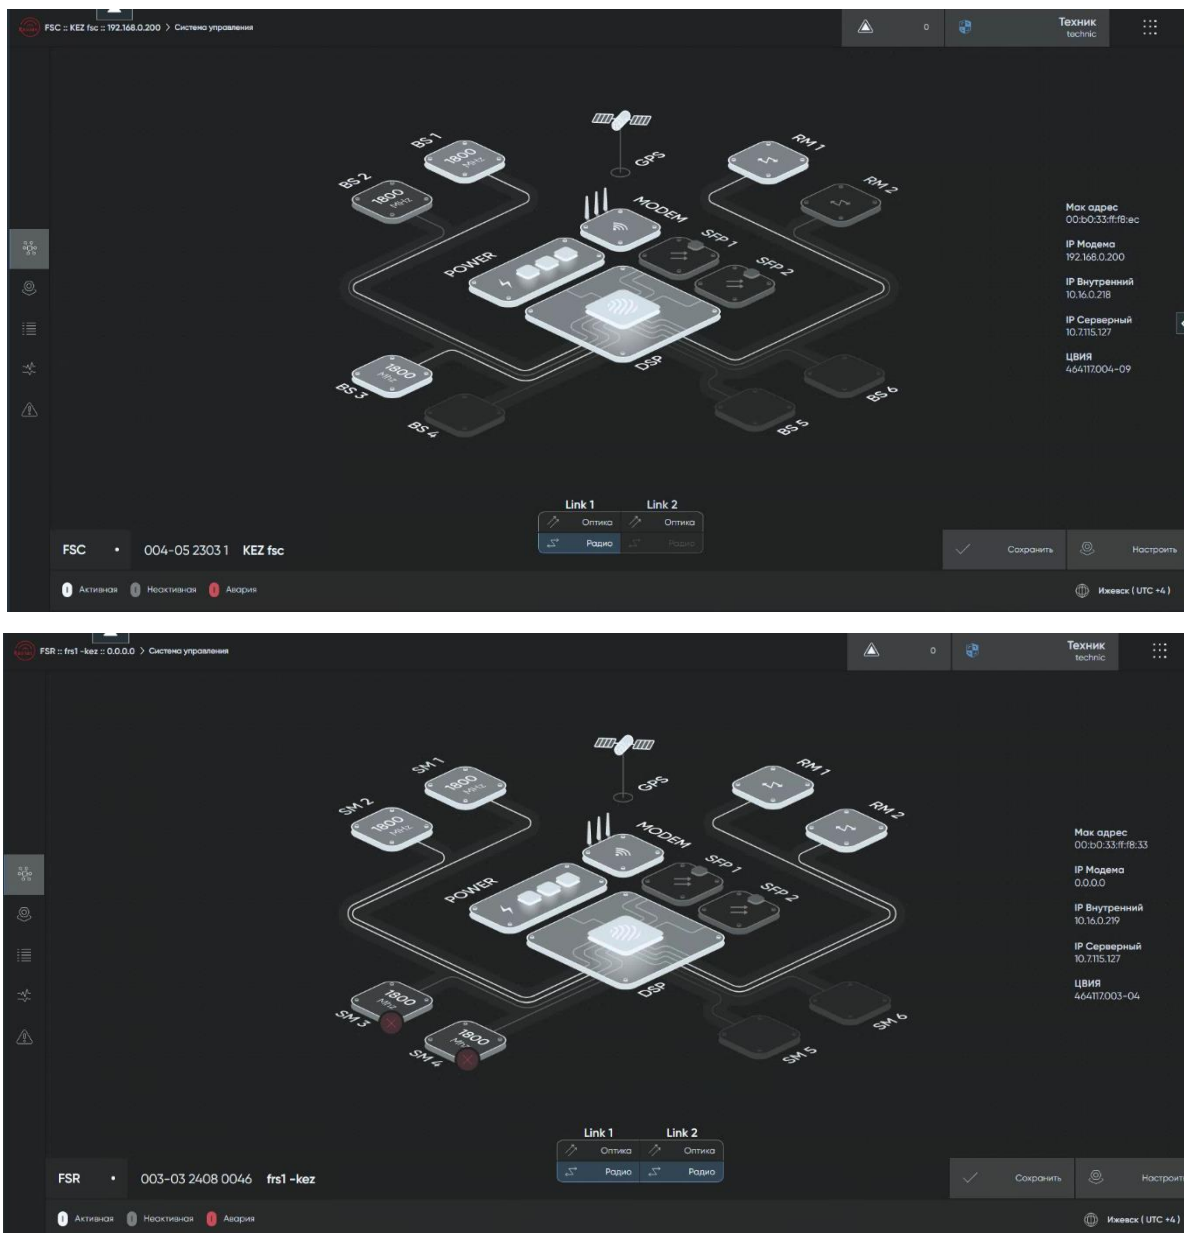 FSC :: KEZ fsc :: 192.168.0.200 > Система управления
0
Техник
technic
GPS
BS 1
1800
MHz
BS 2
1800
MHz
RM 1
RM 2
MODEM
SFP 1
SFP 2
POWER
DSP
BS 3
1800
Mhz
BS 4
BS 5
BS 6
Мак адрес
00:b0:33:ff:f8:ec
IP Модема
192.168.0.200
IP Внутренний
10.16.0.218
IP Серверный
10.7.115.127
ЦВИЯ
464117.004-09
Link 1 Link 2
Оптика Оптика
Радио Радио
FSC • 004-05 2303 1 KEZ fsc
Сохранить
Настроить
Активная Неактивная Авария
Ижевск ( UTC +4 )
FSR :: frs1 -kez :: 0.0.0.0 > Система управления
0
Техник
technic
GPS
SM 1
1800
MHz
SM 2
1800
MHz
RM 1
RM 2
MODEM
SFP 1
SFP 2
POWER
DSP
SM 3
1800
Mhz
SM 4
1800
Mhz
SM 5
SM 6
Мак адрес
00:b0:33:ff:f8:33
IP Модема
0.0.0.0
IP Внутренний
10.16.0.219
IP Серверный
10.7.115.127
ЦВИЯ
464117.003-04
Link 1 Link 2
Оптика Оптика
Радио Радио
FSR • 003-03 2408 0046 frs1 -kez
Сохранить
Настроить
Активная Неактивная Авария
Ижевск ( UTC +4 )